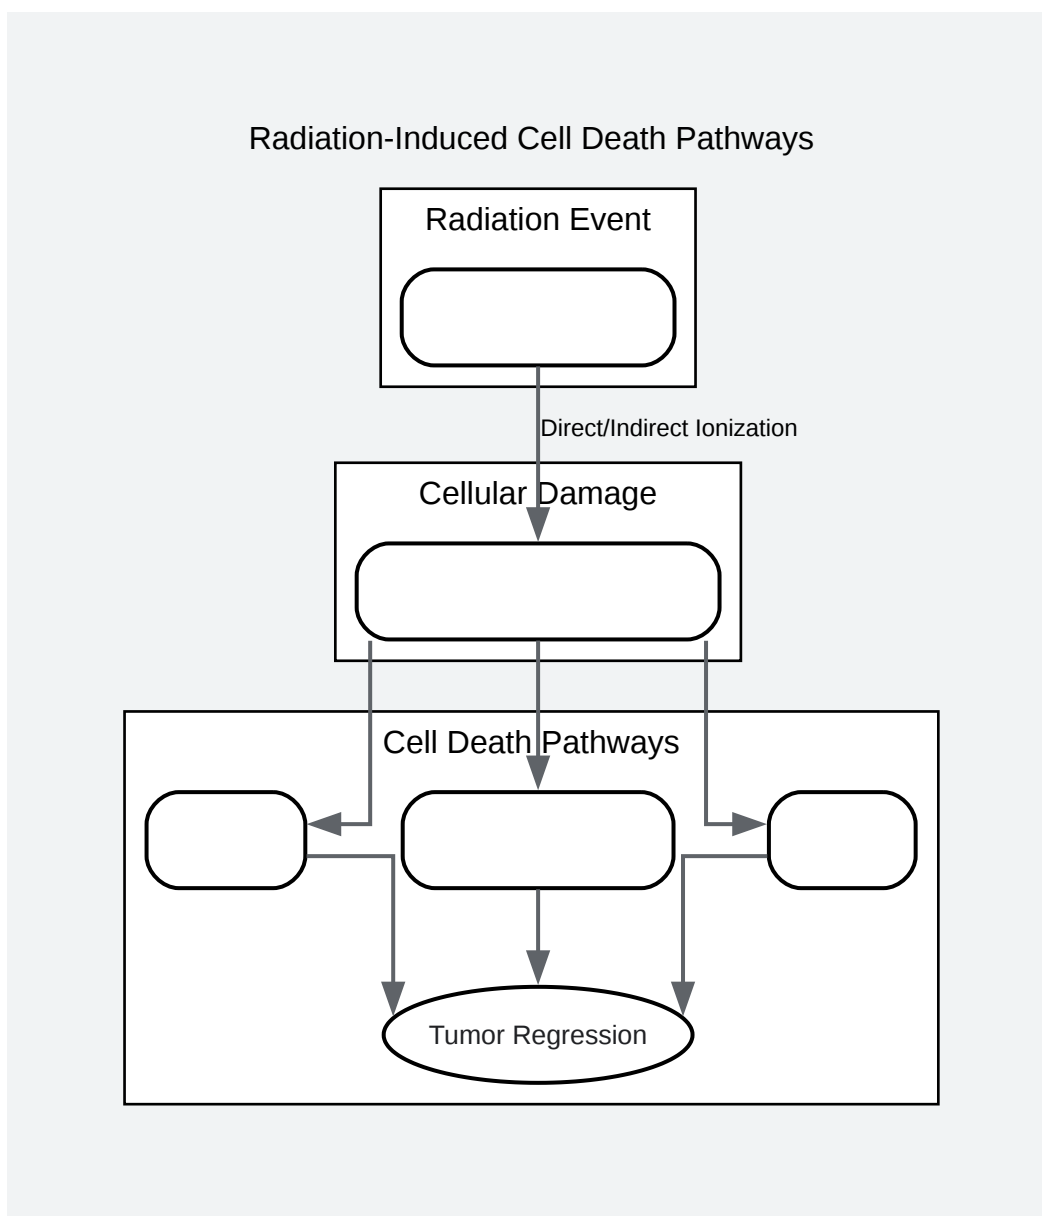 Radiation-Induced Cell Death Pathways
Radiation Event
Direct/Indirect Ionization
Cellular Damage
Cell Death Pathways
Tumor Regression